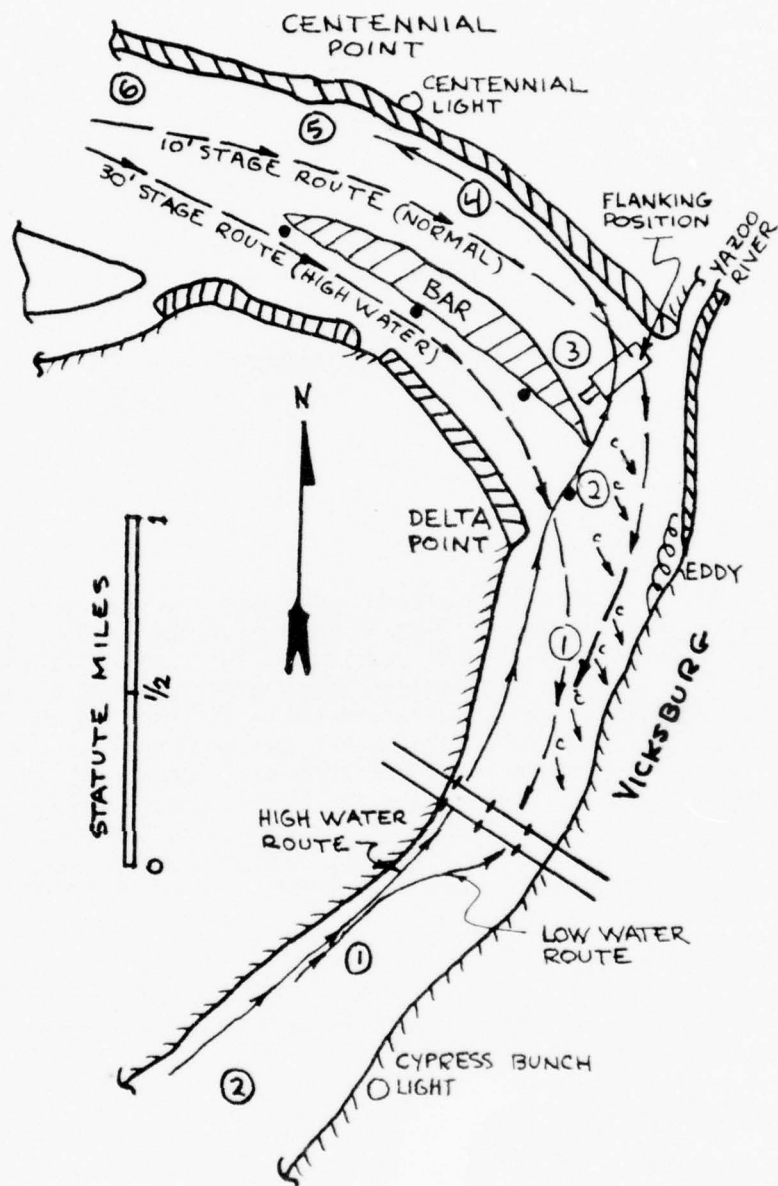 CENTENNIAL
POINT
CENTENNIAL
LIGHT
6
5
10' STAGE ROUTE (NORMAL)
4
30' STAGE ROUTE (HIGH WATER)
FLANKING
POSITION
YAZOO
RIVER
BAR
3
N
2
DELTA
POINT
C
C
C
C
EDDY
1
STATUTE MILES
1
1/2
0
C
C
C
VICKSBURG
HIGH WATER
ROUTE
LOW WATER
ROUTE
1
2
CYPRESS BUNCH
LIGHT